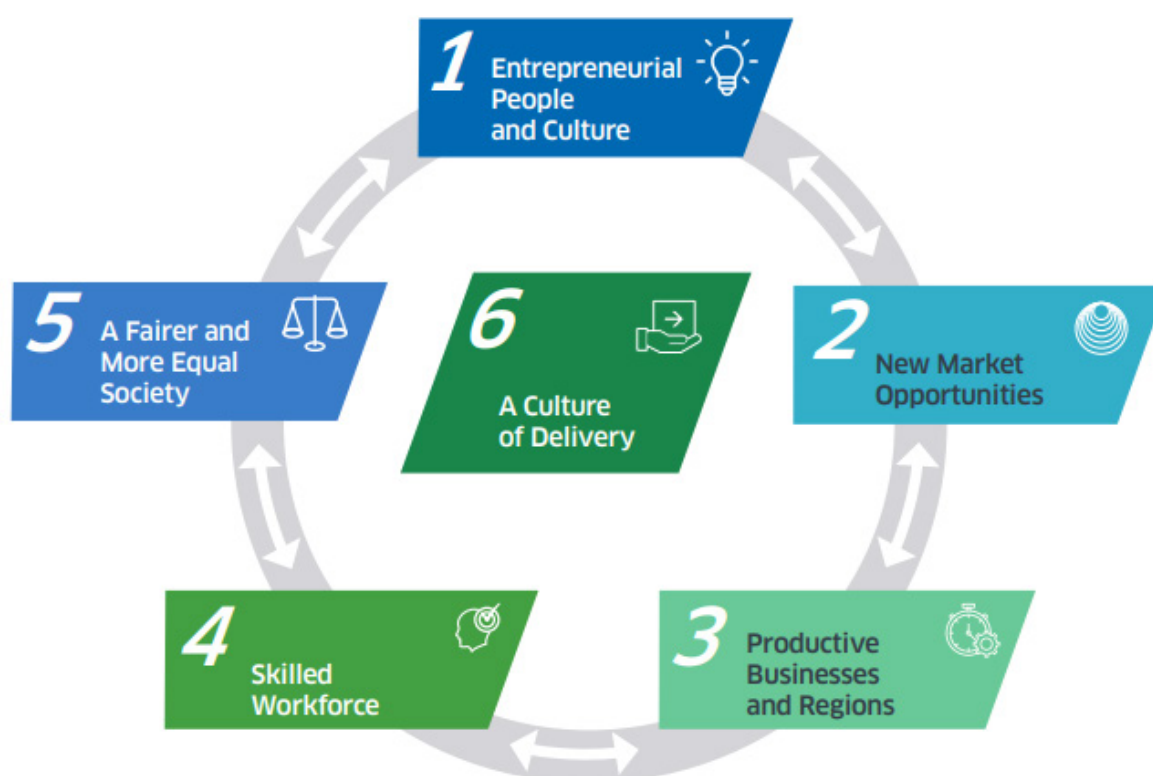 1
Entrepreneurial
People
and Culture
2
New Market
Opportunities
3
Productive
Businesses
and Regions
4
Skilled
Workforce
5
A Fairer and
More Equal
Society
6
A Culture
of Delivery